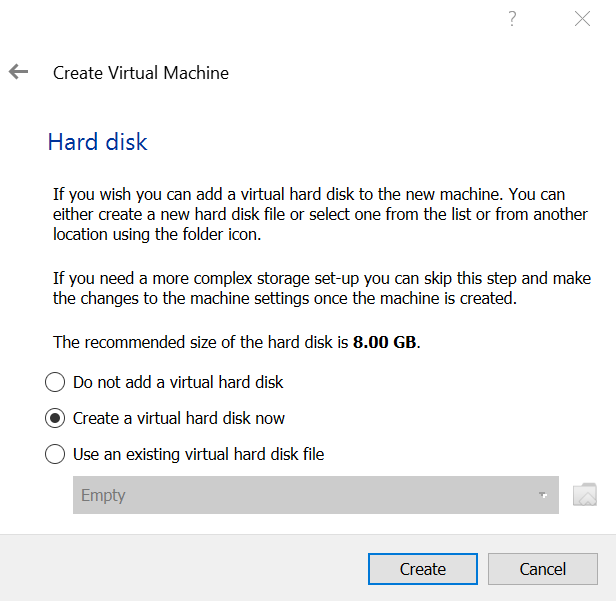 ?
Create Virtual Machine
Hard disk
If you wish you can add a virtual hard disk to the new machine. You can
either create a new hard disk file or select one from the list or from another
location using the folder icon.
If you need a more complex storage set-up you can skip this step and make
the changes to the machine settings once the machine is created.
The recommended size of the hard disk is 8.00 GB.
Do not add a virtual hard disk
Create a virtual hard disk now
Use an existing virtual hard disk file
Empty
Create Cancel